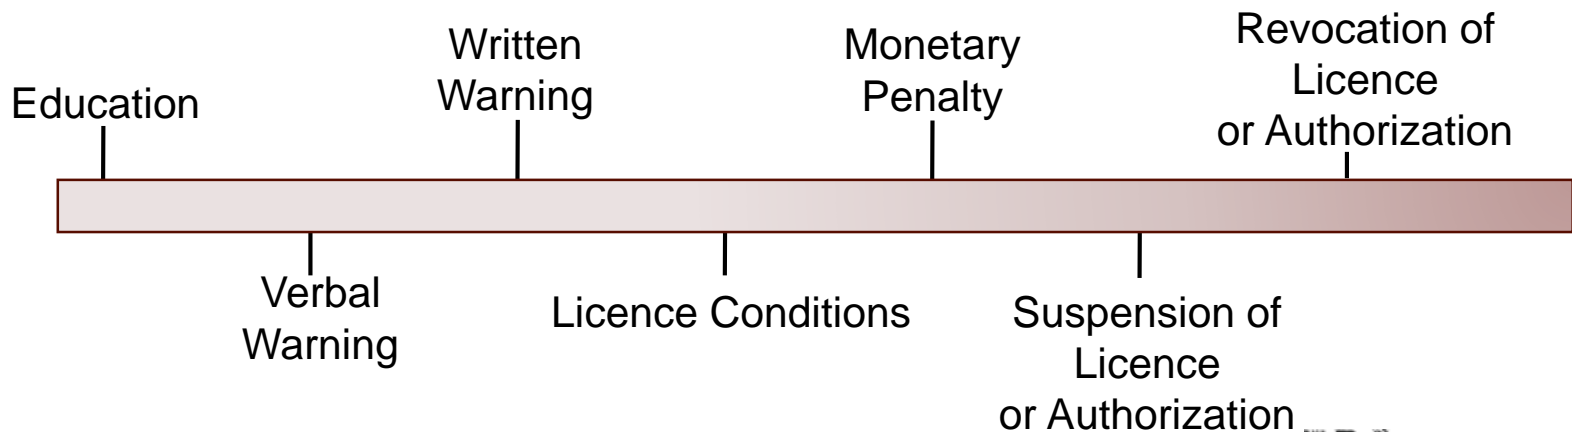 Education
Verbal
Warning
Written
Warning
Licence Conditions
Monetary
Penalty
Suspension of
Licence
or Authorization
Revocation of
Licence
or Authorization